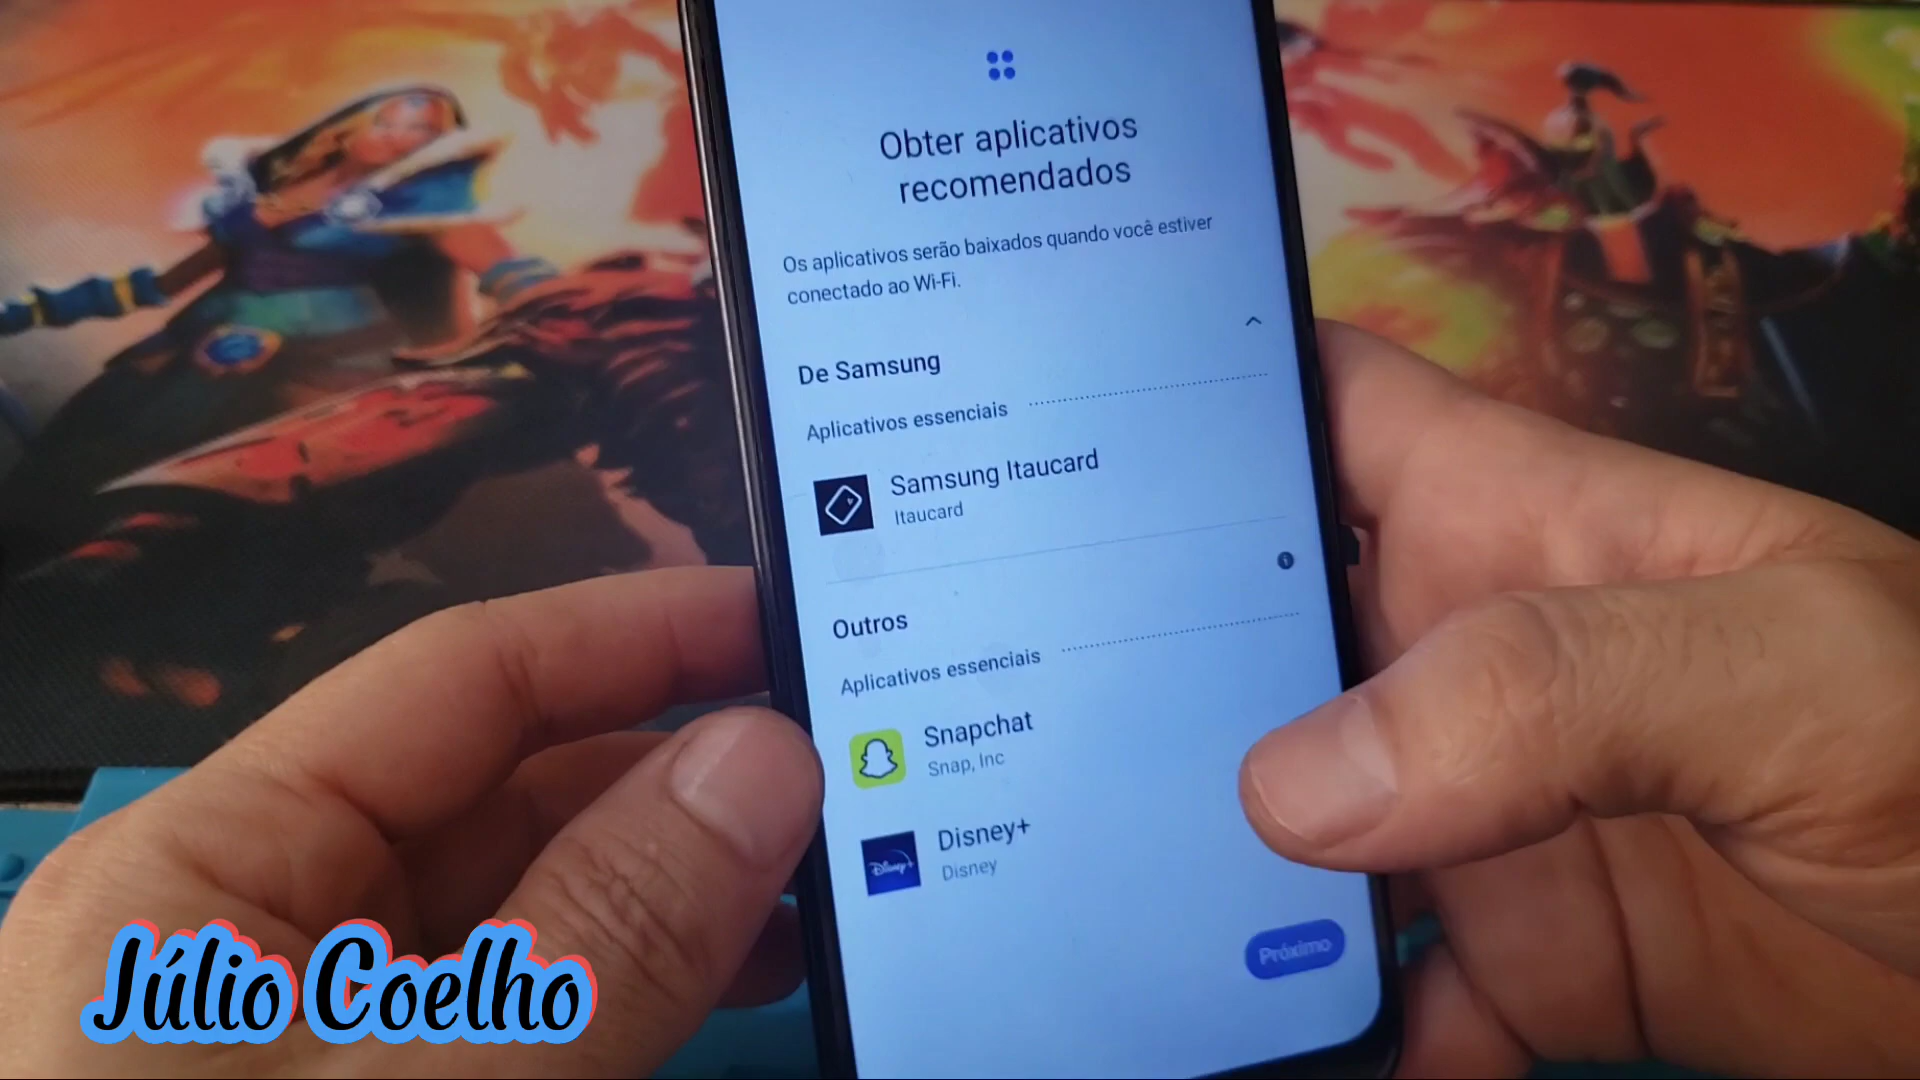 Obter aplicativos
recomendados
Os aplicativos serão baixados quando você estiver
conectado ao Wi-Fi.
De Samsung
Aplicativos essenciais
Samsung Itaucard
Itaucard
Outros
Aplicativos essenciais
Snapchat
Snap, Inc
Disney+
Disney+
Disney
Próximo
Júlio Coelho